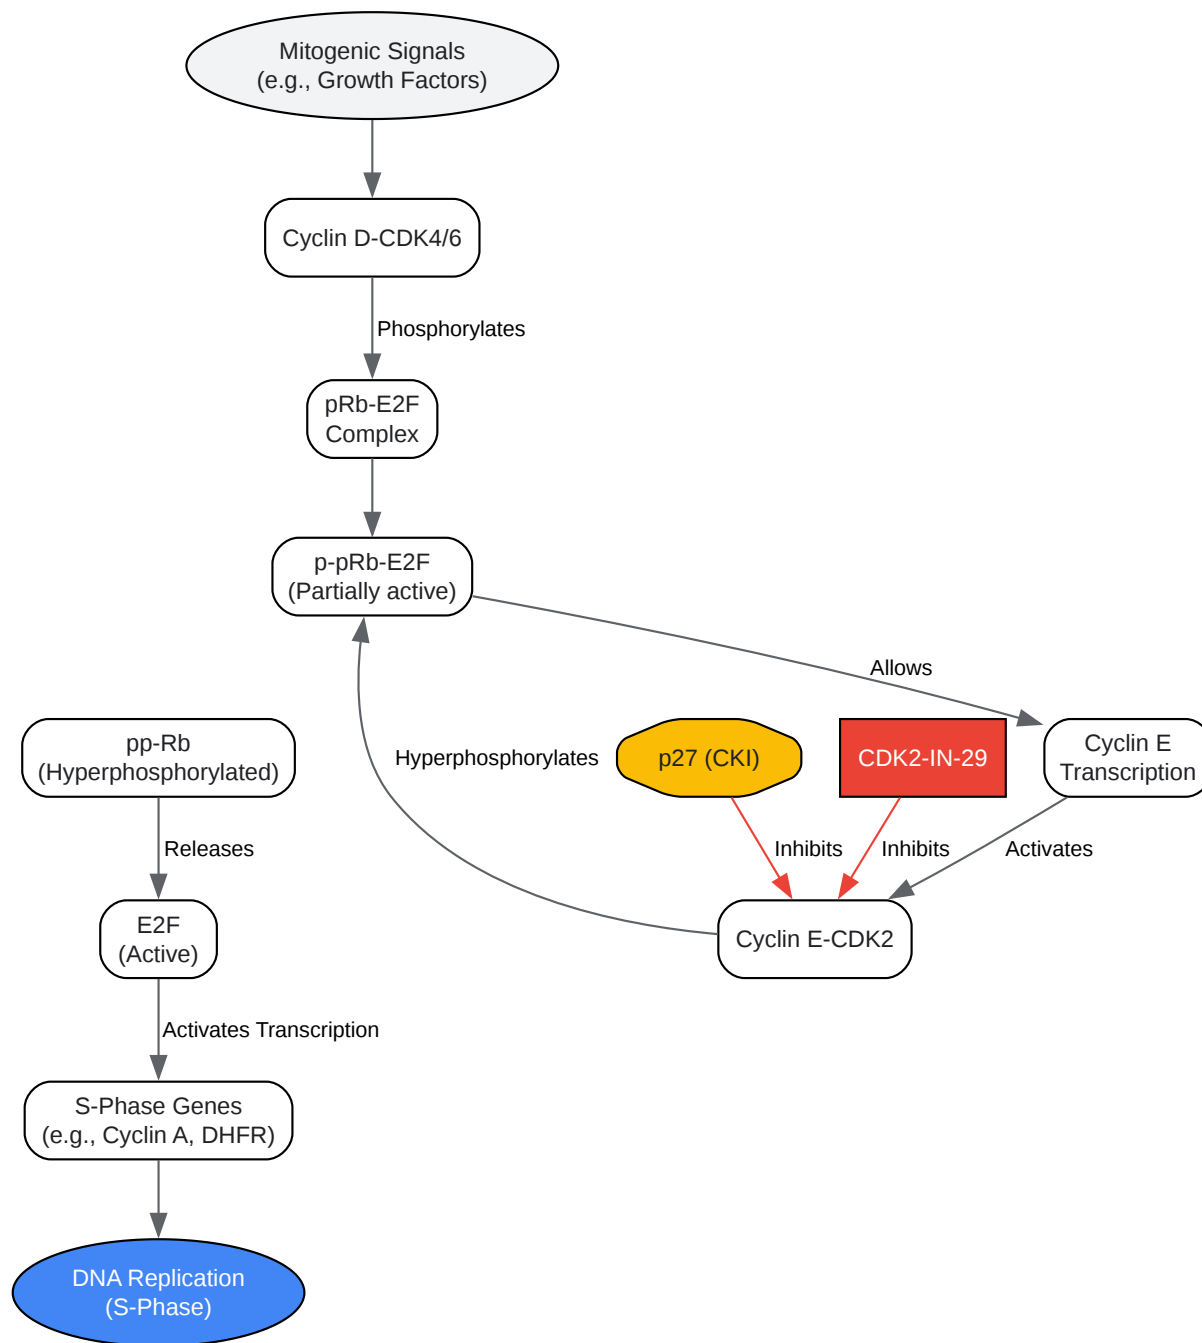 Mitogenic Signals
(e.g., Growth Factors)
Cyclin D-CDK4/6
Phosphorylates
pRb-E2F
Complex
p-pRb-E2F
(Partially active)
Allows
pp-Rb
(Hyperphosphorylated)
Hyperphosphorylates
p27 (CKI)
CDK2-IN-29
Cyclin E
Transcription
Releases
Inhibits
Inhibits
Activates
E2F
(Active)
Cyclin E-CDK2
Activates Transcription
S-Phase Genes
(e.g., Cyclin A, DHFR)
DNA Replication
(S-Phase)